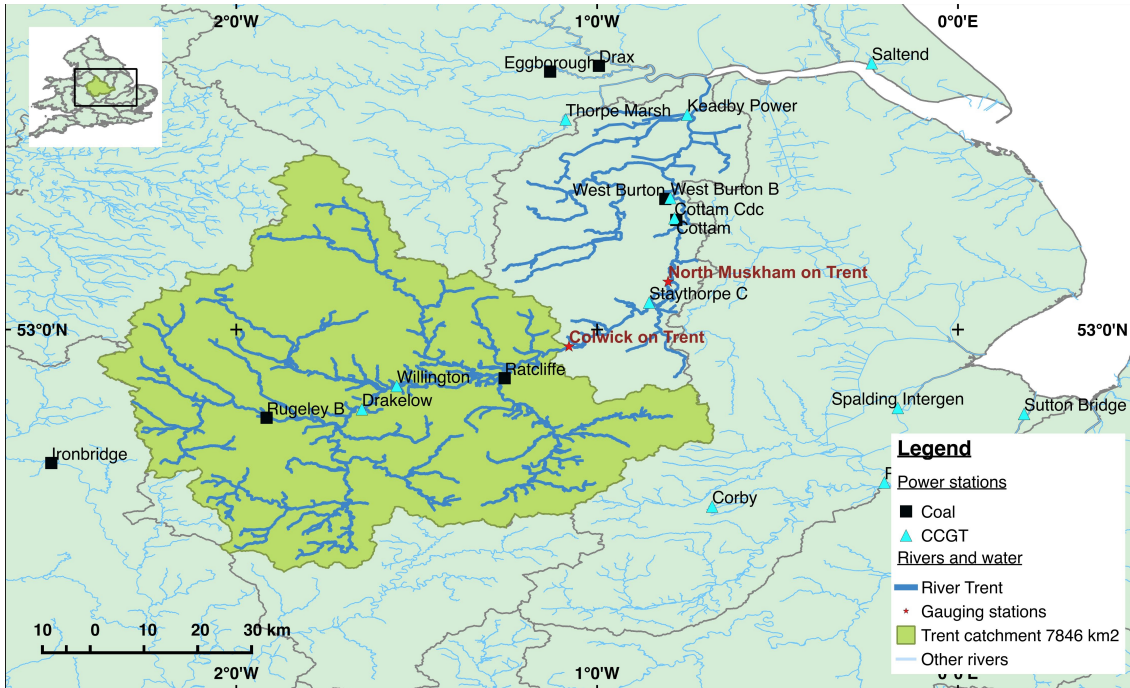 2°0'W
1°0'W
0°0'E
Saltend
Eggborough
Drax
Thorpe Marsh
Keadby Power
West Burton
West Burton B
Cottam Cdc
Cottam
North Muskham on Trent
Staythorpe C
53°0'N
53°0'N
Colwick on Trent
Ratcliffe
Willington
Drakelow
Rugeley B
Spalding Intergen
Sutton Bridge
Ironbridge
Corby
Legend
Power stations
Coal
CCGT
Rivers and water
River Trent
Gauging stations
Trent catchment 7846 km2
Other rivers
10 0 10 20 30 km
2°0'W
1°0'W